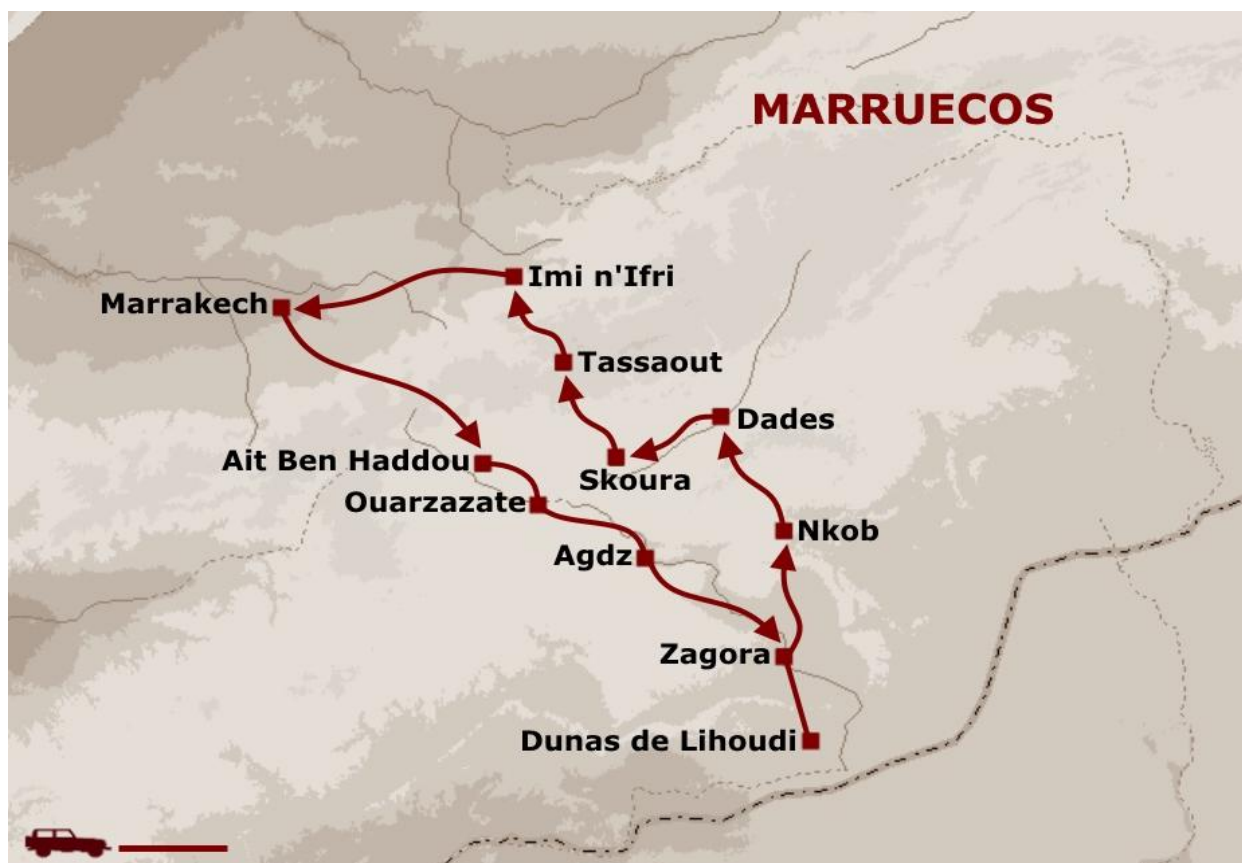 MARRUECOS
Imi n'Ifri
Marrakech
Tassaout
Dades
Ait Ben Haddou
Skoura
Ouarzazate
Nkob
Agdz
Zagora
Dunas de Lihoudi